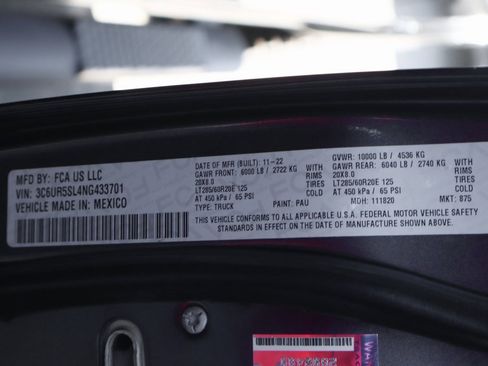 MFD BY: FCA US LLC
VIN: 3C6UR5SL4NG433701
VEHICLE MADE IN: MEXICO
DATE OF MFR (BUILT): 11-22
GAWR FRONT: 6000 LB / 2722 KG
20X8.0
LT285/60R20E 125
AT 450 kPa / 65 PSI
TYPE: TRUCK
WITH
RIMS
TIRES
COLD
PAINT: PAU
GVWR: 10000 LB / 4536 KG
GAWR REAR: 6040 LB / 2740 KG
20X8.0
LT285/60R20E 125
AT 450 kPa / 65 PSI
MDH: 111820
WITH
RIMS
TIRES
COLD
MKT: 875
THIS VEHICLE CONFORMS TO ALL APPLICABLE U.S.A. FEDERAL MOTOR VEHICLE SAFETY
STANDARDS IN EFFECT ON THE DATE OF MANUFACTURE SHOWN ABOVE.